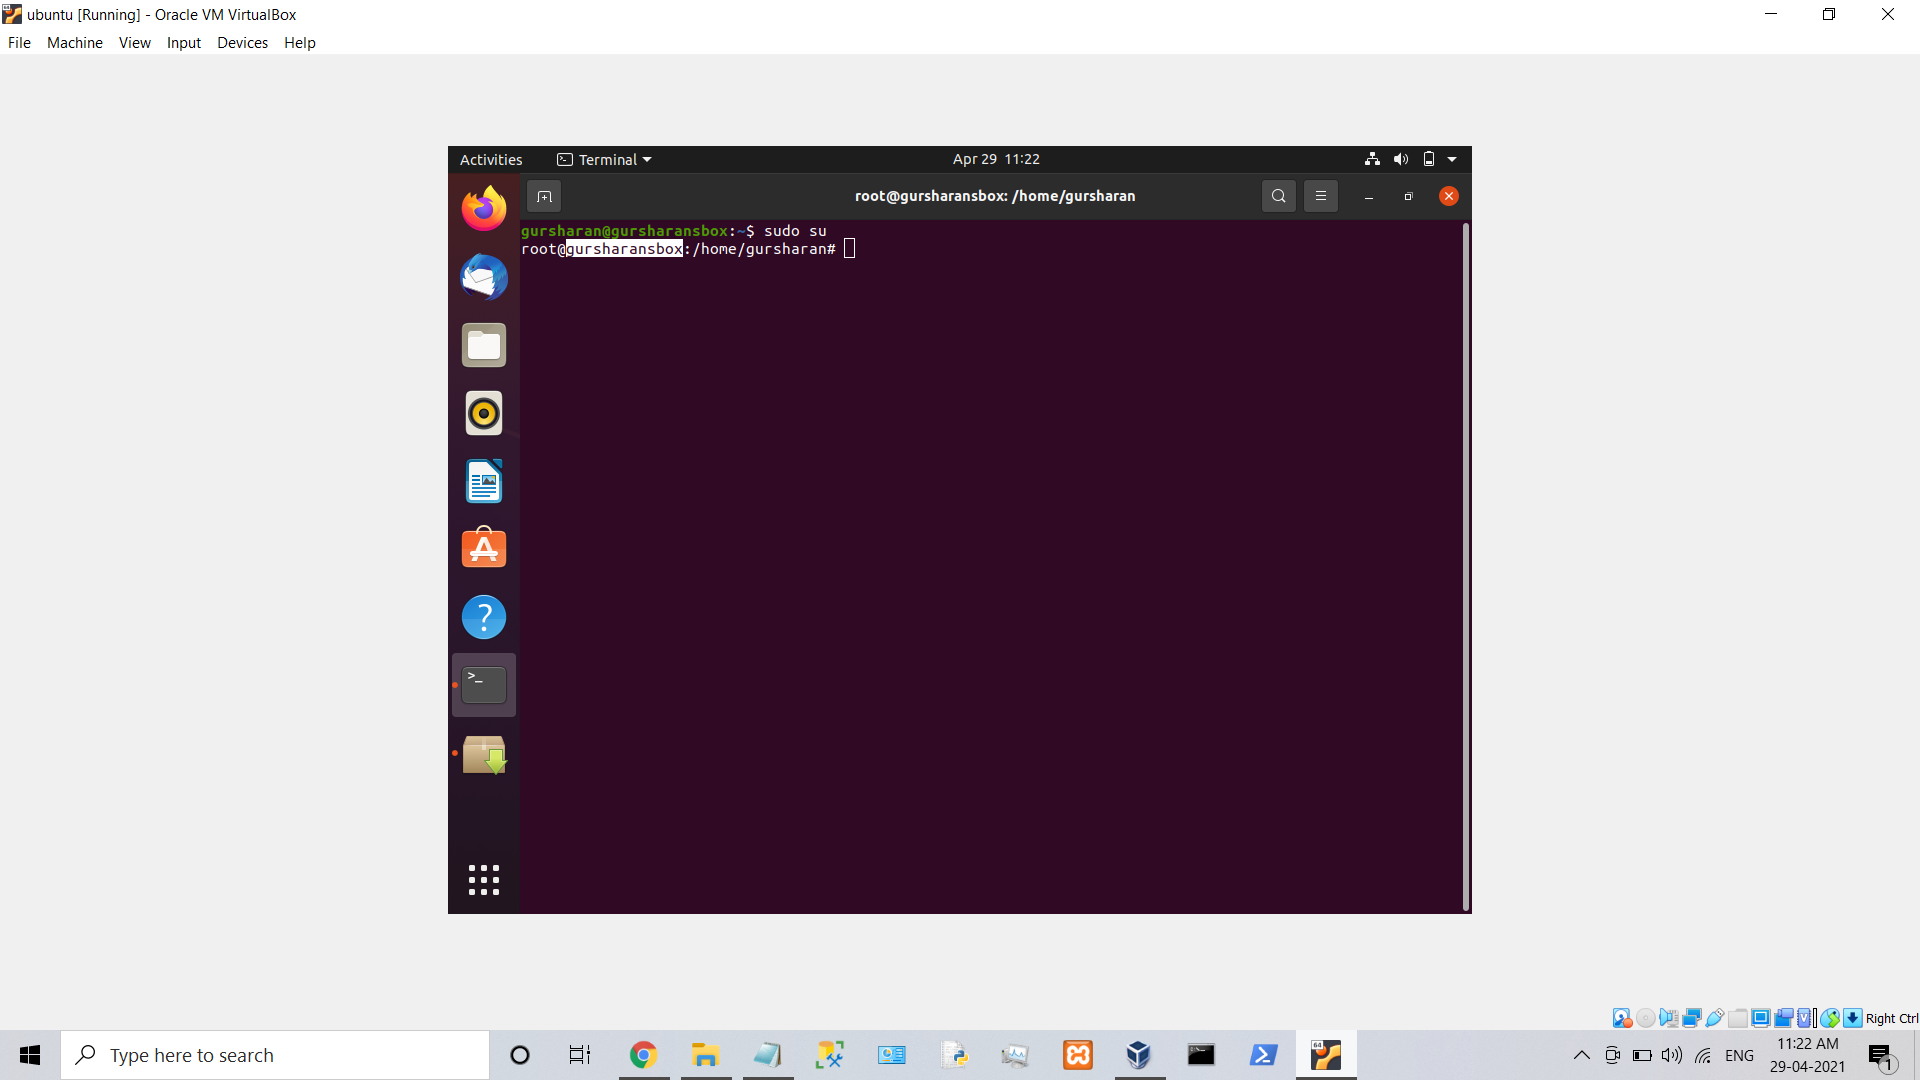 ubuntu [Running] - Oracle VM VirtualBox
File Machine View Input Devices Help
Activities Terminal Apr 29 11:22
root@gursharansbox: /home/gursharan
gursharan@gursharansbox:~$ sudo su
root@gursharansbox:/home/gursharan#
Right Ctrl
Type here to search
ENG
11:22 AM
29-04-2021
1